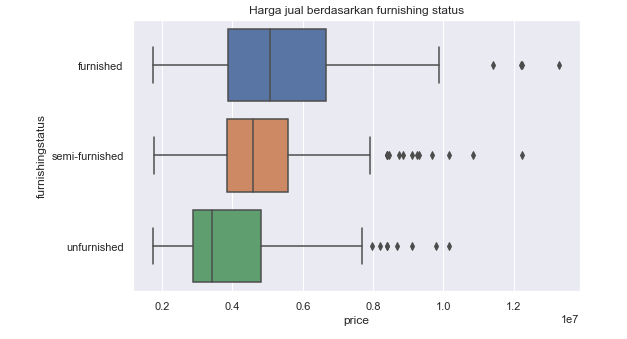 Harga jual berdasarkan furnishing status
furnished
semi-furnished
unfurnished
furnishingstatus
0.2 0.4 0.6 0.8 1.0 1.2
1e7
price